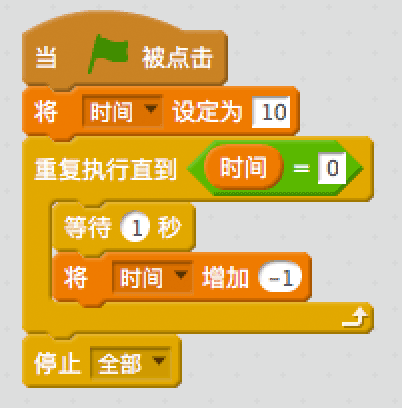 当 被点击
将 时间 设定为 10
重复执行直到 时间 = 0
等待 1 秒
将 时间 增加 -1
停止 全部